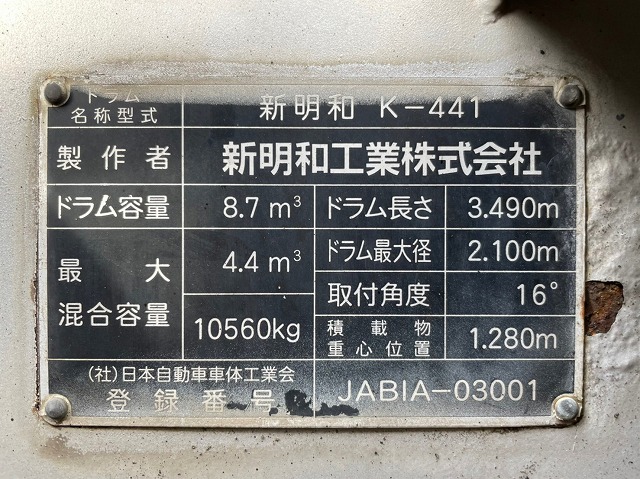 ドラム
名称型式
新明和 K-441
製作者
新明和工業株式会社
ドラム容量
8.7 m³
ドラム長さ
3.490m
最大
混合容量
4.4 m³
10560kg
ドラム最大径
2.100m
取付角度
16°
積載物
重心位置
1.280m
(社)日本自動車車体工業会
登録番号
JABIA-03001